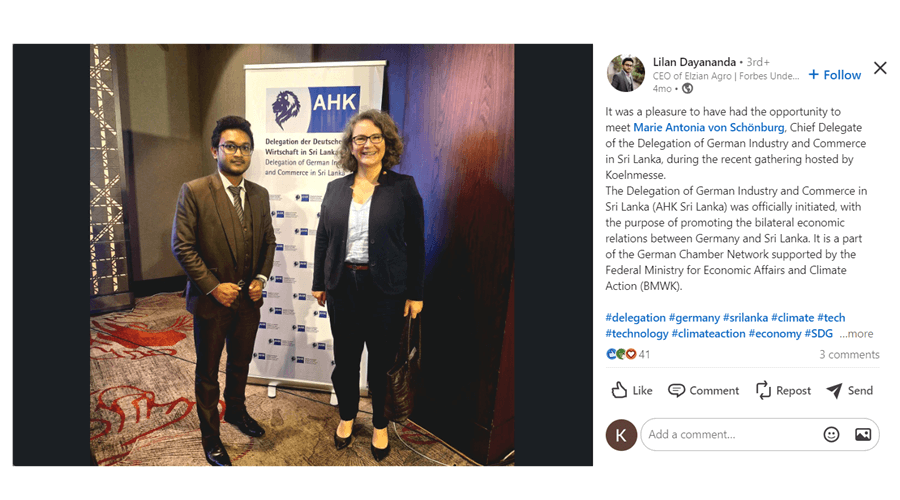 AHK
Delegation der Deutschen
Wirtschaft in Sri Lanka
Delegation of German Industry
and Commerce in Sri Lanka
Lilan Dayananda • 3rd+
CEO of Elzian Agro | Forbes Unde...
4mo •
+ Follow
It was a pleasure to have had the opportunity to
meet Marie Antonia von Schönburg, Chief Delegate
of the Delegation of German Industry and Commerce
in Sri Lanka, during the recent gathering hosted by
Koelnmesse.
The Delegation of German Industry and Commerce in
Sri Lanka (AHK Sri Lanka) was officially initiated, with
the purpose of promoting the bilateral economic
relations between Germany and Sri Lanka. It is a part
of the German Chamber Network supported by the
Federal Ministry for Economic Affairs and Climate
Action (BMWK).
#delegation #germany #srilanka #climate #tech
#technology #climateaction #economy #SDG ...more
41
3 comments
Like Comment Repost Send
K
Add a comment...